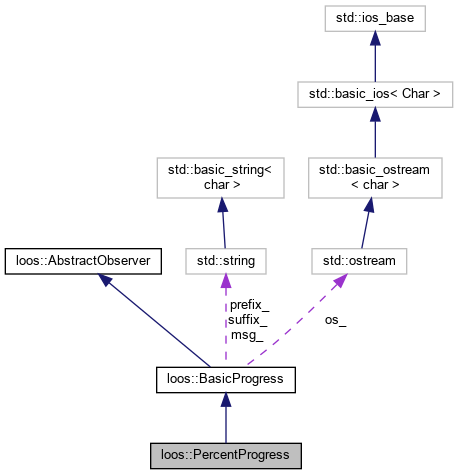 std::ios_base
std::basic_ios< Char >
std::basic_string<
char >
std::basic_ostream
< char >
loos::AbstractObserver
std::string
std::ostream
prefix_
suffix_
msg_
os_
loos::BasicProgress
loos::PercentProgress